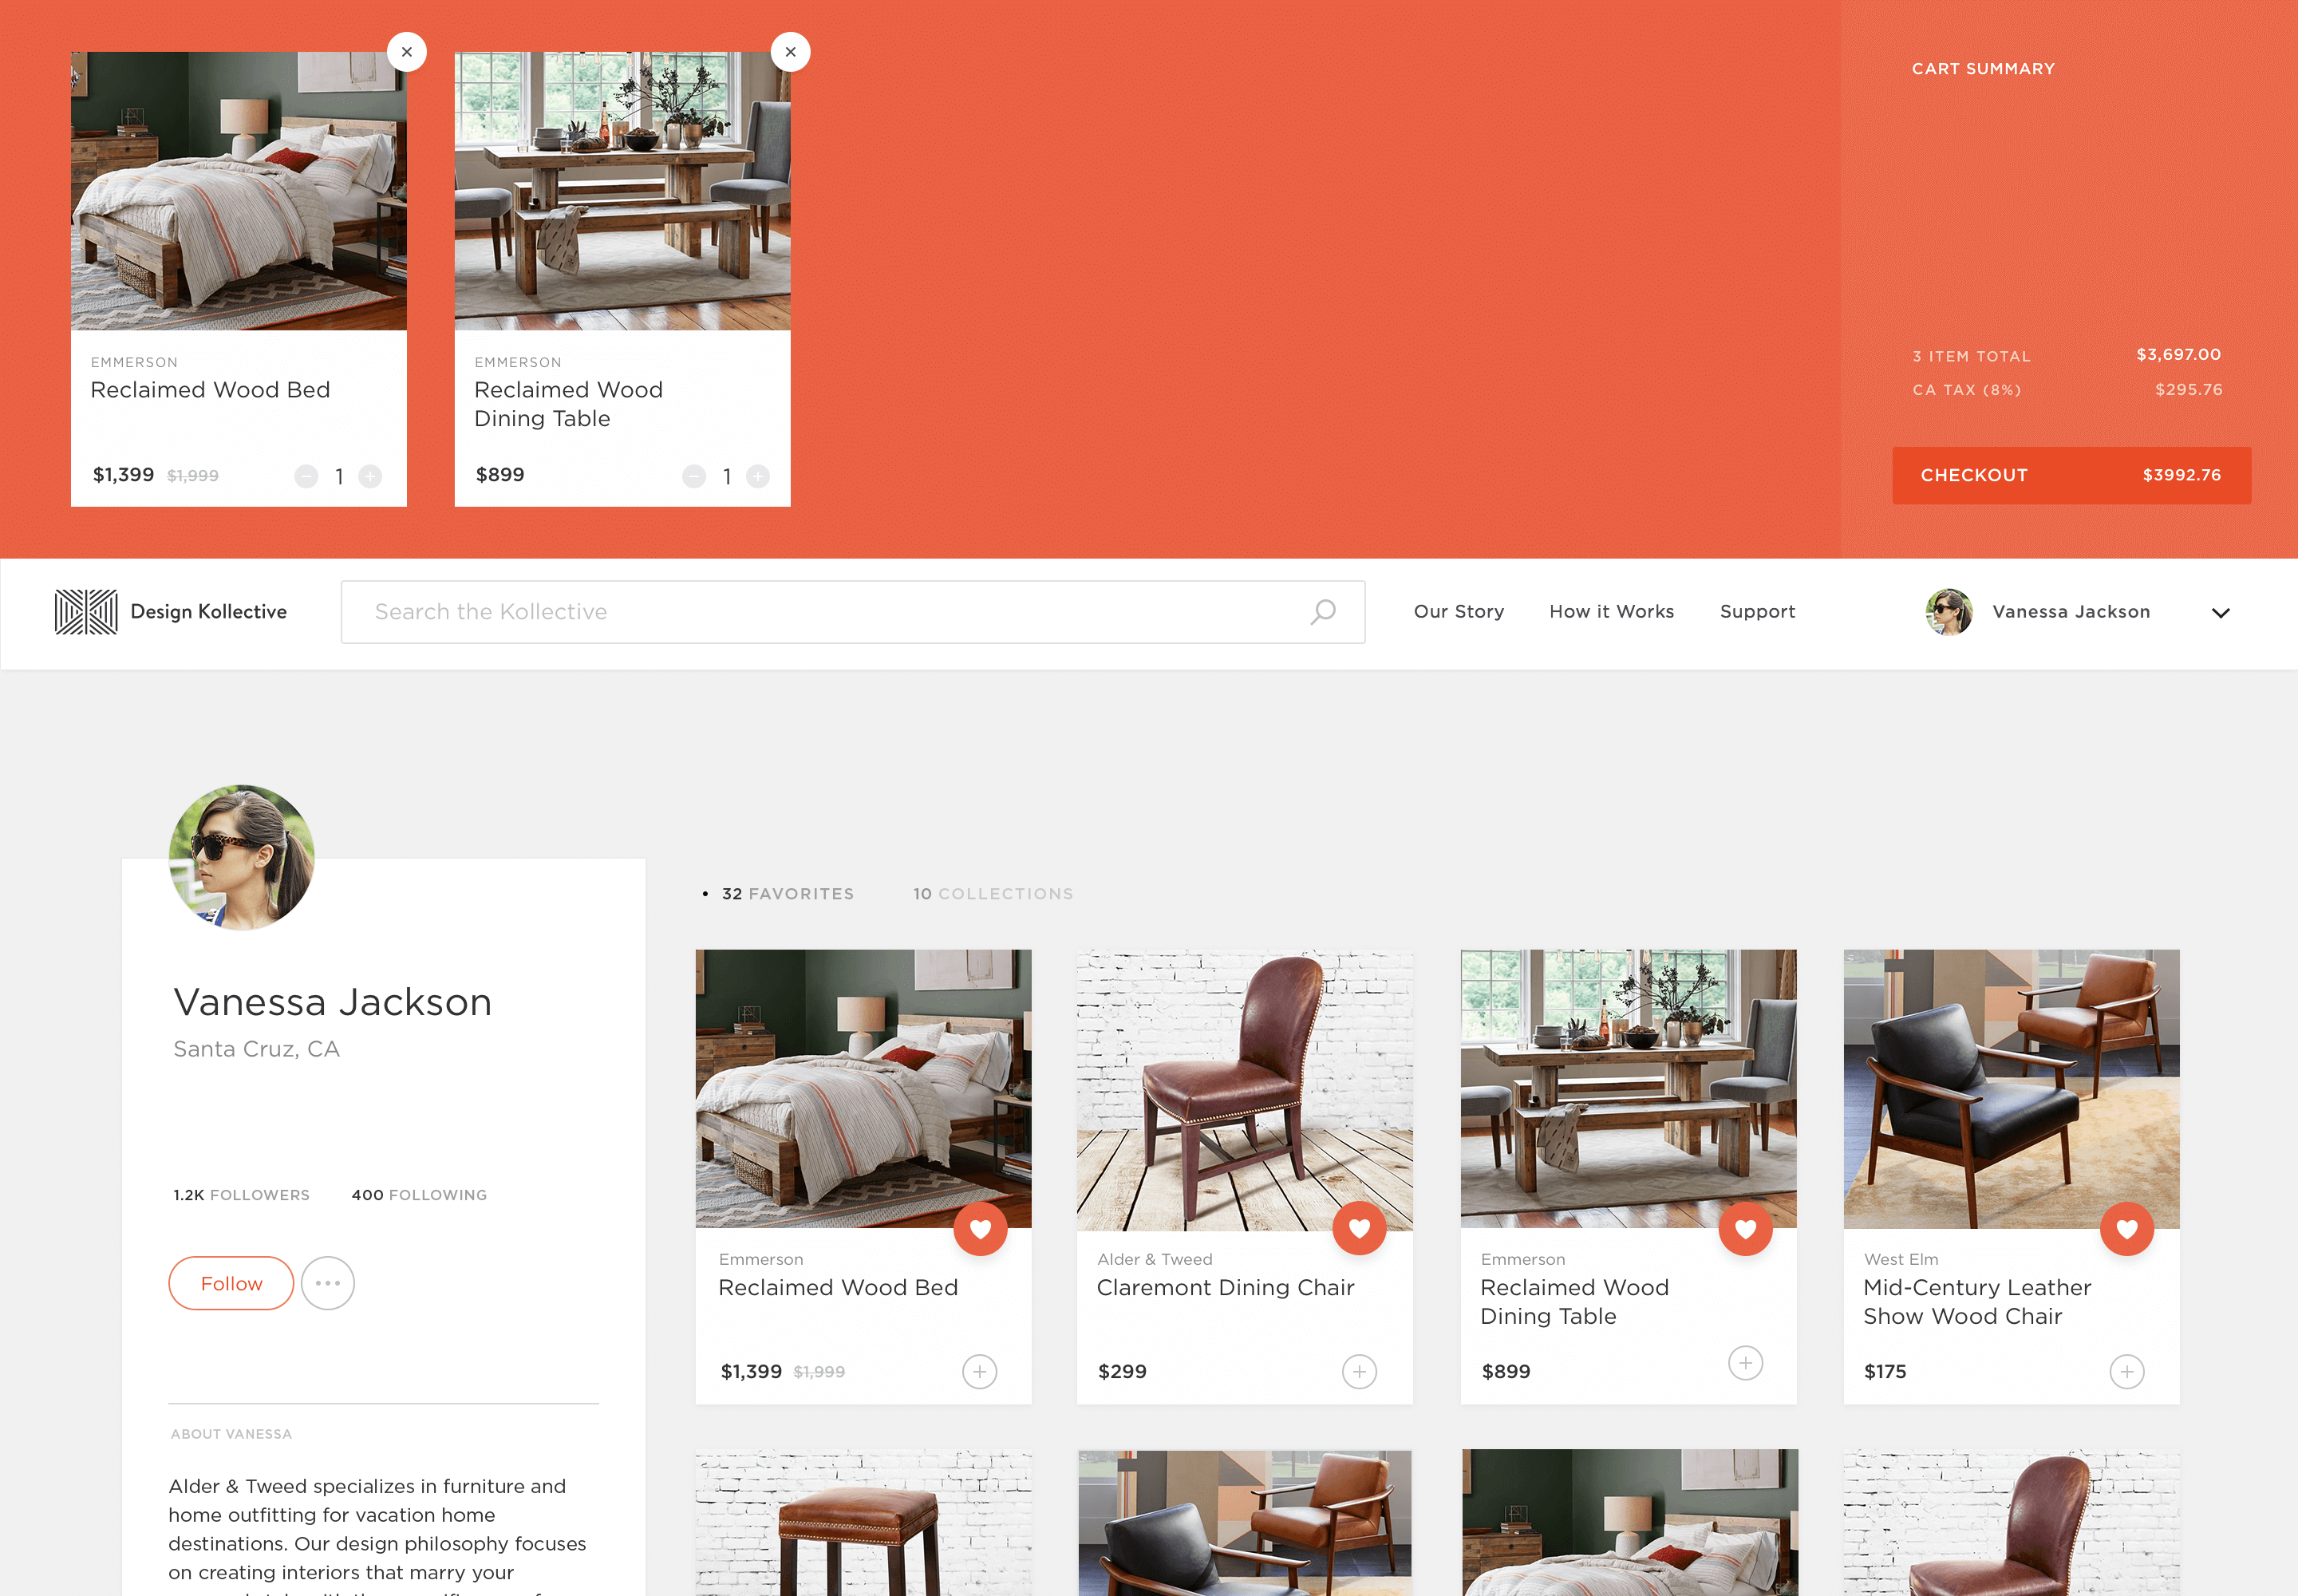 CART SUMMARY
EMMERSON
Reclaimed Wood Bed
$1,399 $1,999
1
EMMERSON
Reclaimed Wood
Dining Table
$899
1
3 ITEM TOTAL $3,697.00
CA TAX (8%) $295.76
CHECKOUT $3992.76
Design Kollective
Search the Kollective
Our Story
How it Works
Support
Vanessa Jackson
Vanessa Jackson
Santa Cruz, CA
1.2K FOLLOWERS
400 FOLLOWING
Follow
ABOUT VANESSA
Alder & Tweed specializes in furniture and
home outfitting for vacation home
destinations. Our design philosophy focuses
on creating interiors that marry your
32 FAVORITES
10 COLLECTIONS
Emmerson
Reclaimed Wood Bed
$1,399 $1,999
Alder & Tweed
Claremont Dining Chair
$299
Emmerson
Reclaimed Wood
Dining Table
$899
West Elm
Mid-Century Leather
Show Wood Chair
$175